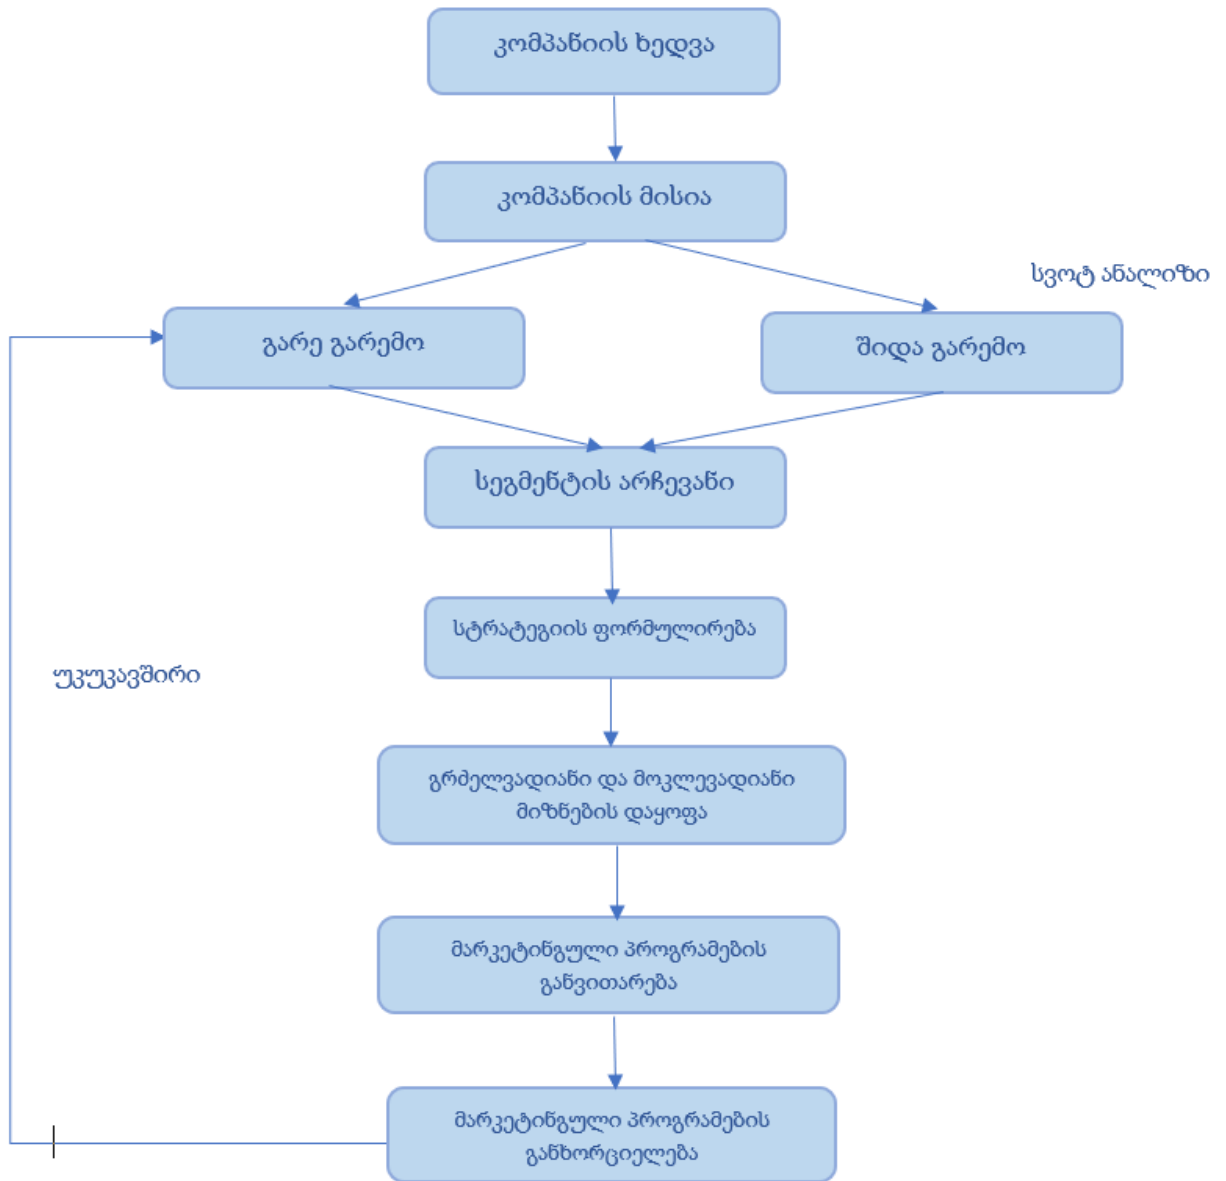 კომპანიის ხედვა
კომპანიის მისია
სვოტ ანალიზი
გარე გარემო
შიდა გარემო
სეგმენტის არჩევანი
სტრატეგიის ფორმულირება
უკუკავშირი
გრძელვადიანი და მოკლევადიანი
მიზნების დაყოფა
მარკეტინგული პროგრამების
განვითარება
მარკეტინგული პროგრამების
განხორციელება